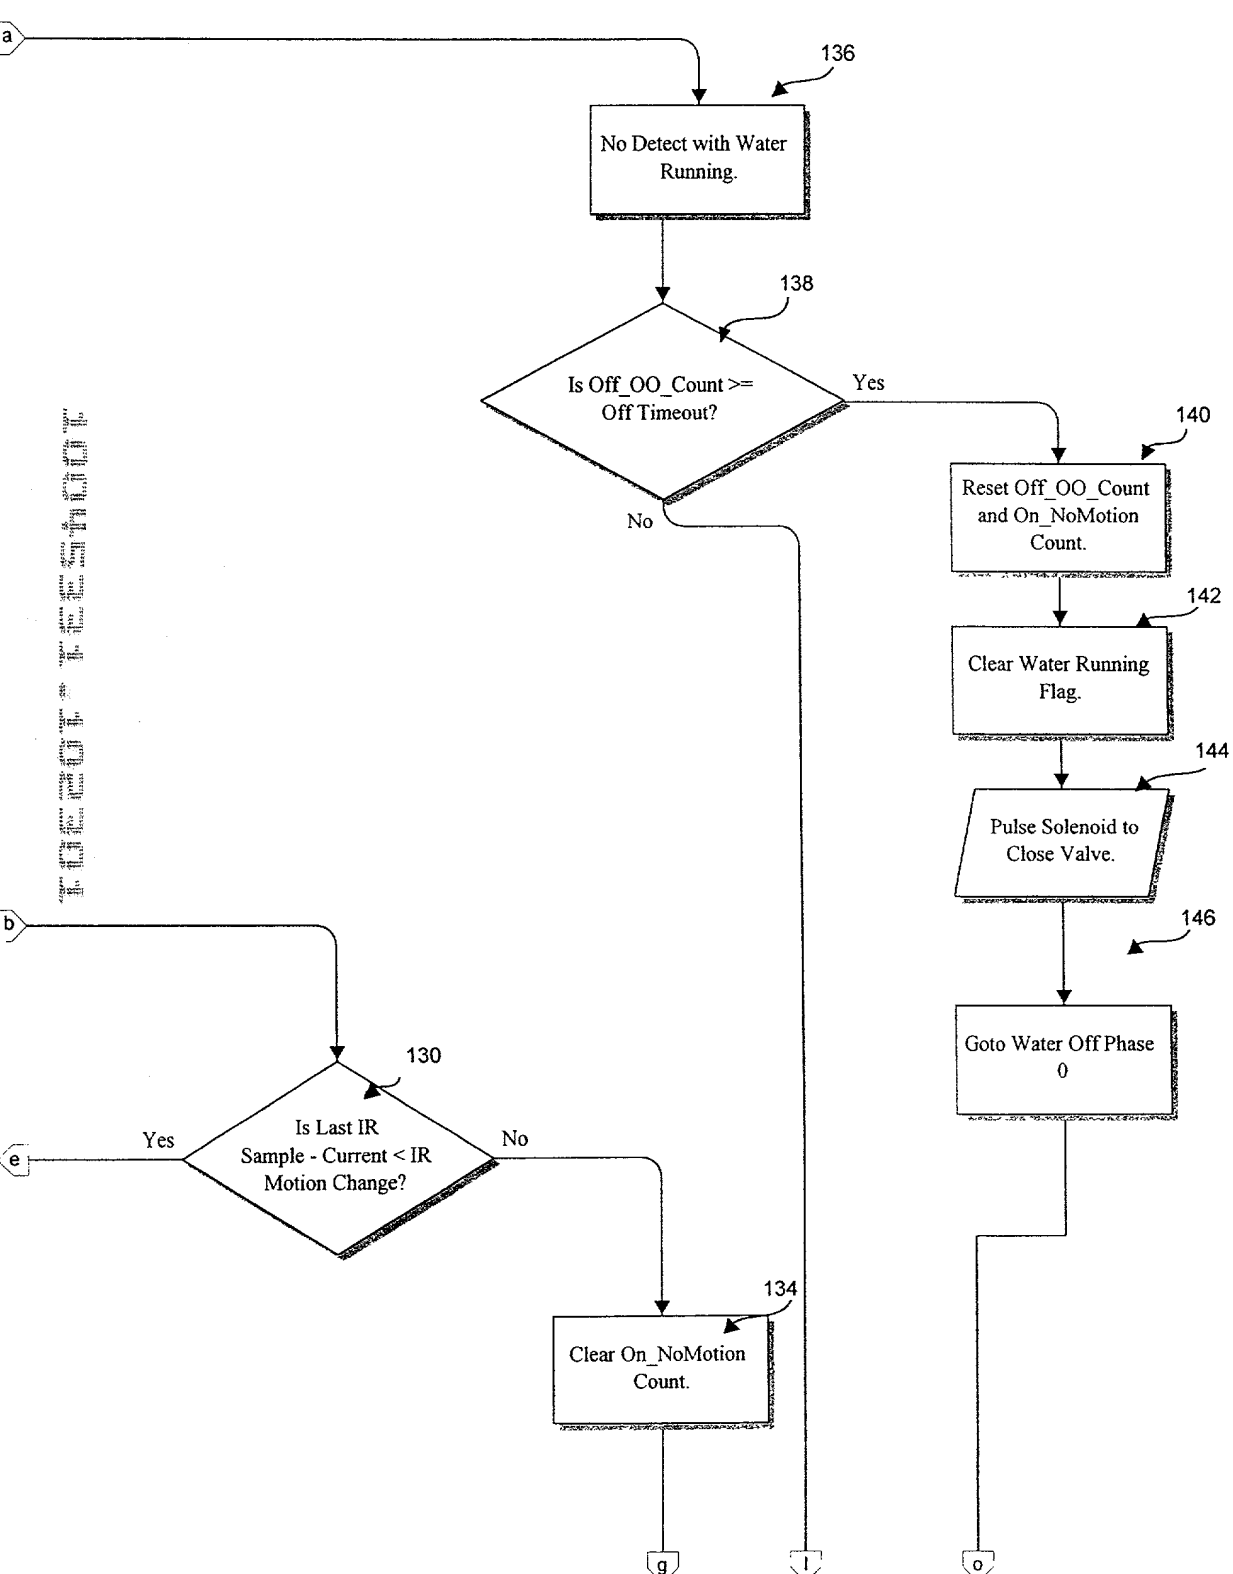 a
136
No Detect with Water
Running.
138
Is Off_OO_Count >=
Off Timeout?
Yes
No
140
Reset Off_OO_Count
and On_NoMotion
Count.
142
Clear Water Running
Flag.
144
Pulse Solenoid to
Close Valve.
146
Goto Water Off Phase
0
b
130
Is Last IR
Sample - Current < IR
Motion Change?
Yes
No
e
134
Clear On_NoMotion
Count.
g
o